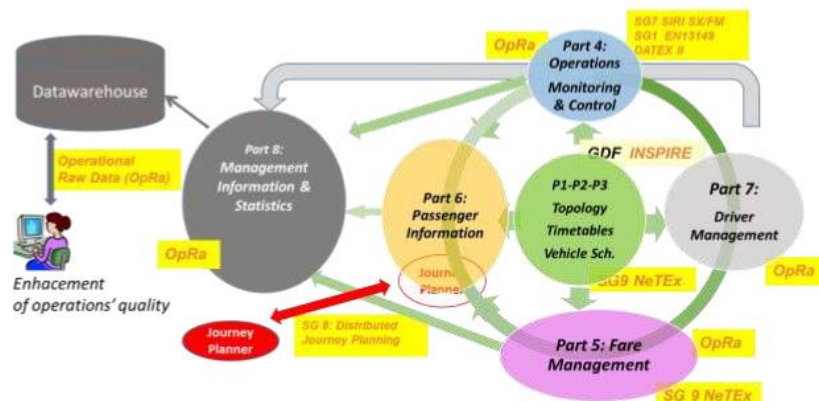 SG7 SIRI SX/FM
SG1 EN13149
DATEX II
OpRa
Part 4:
Operations
Monitoring
& Control
Datawarehouse
Part 8:
Management
Information &
Statistics
Operational
Raw Data (OpRa)
GDF INSPIRE
P1-P2-P3
Topology
Timetables
Vehicle Sch.
Part 6:
Passenger
Information
Part 7:
Driver
Management
OpRa
OpRa
Enhacement
of operations' quality
Journey
Planner
SG9 NeTEx
Journey
Planner
SG 8: Distributed
Journey Planning
Part 5: Fare
Management
OpRa
SG 9 NeTEx